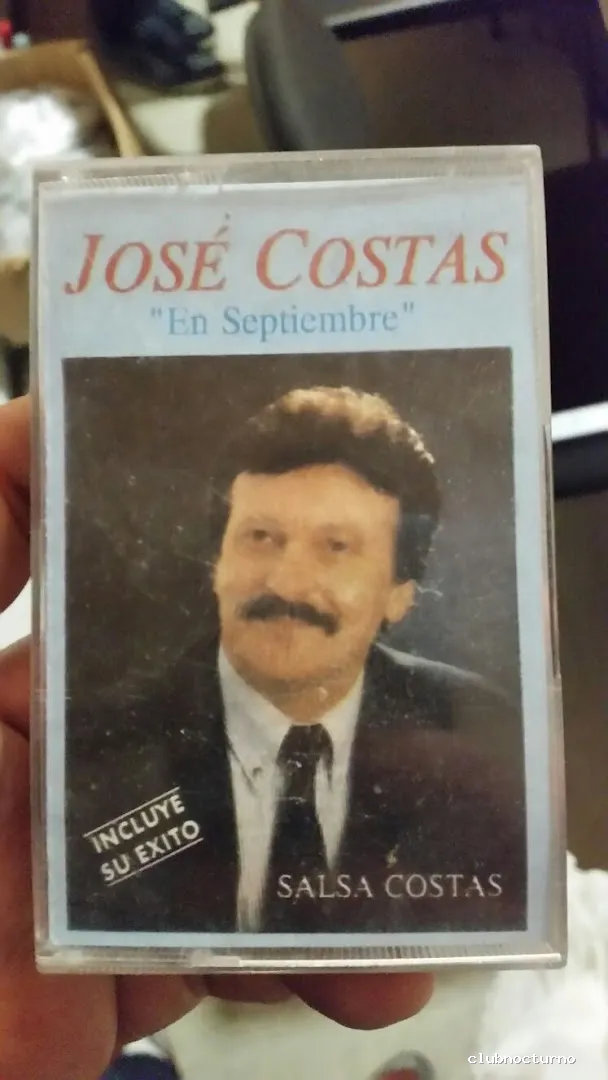 JOSÉ COSTAS
"En Septiembre"
INCLUYE
SU EXITO
SALSA COSTAS
clubnocturno